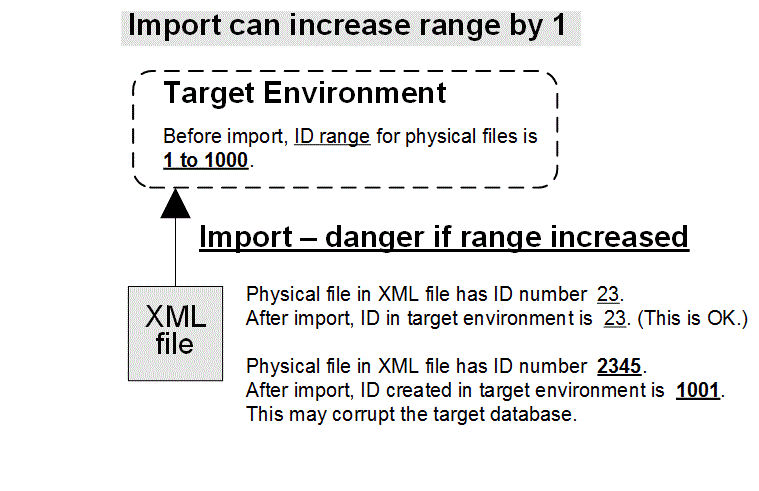 Import can increase range by 1
Target Environment
Before import, ID range for physical files is
1 to 1000.
Import – danger if range increased
XML
file
Physical file in XML file has ID number 23.
After import, ID in target environment is 23. (This is OK.)
Physical file in XML file has ID number 2345.
After import, ID created in target environment is 1001.
This may corrupt the target database.